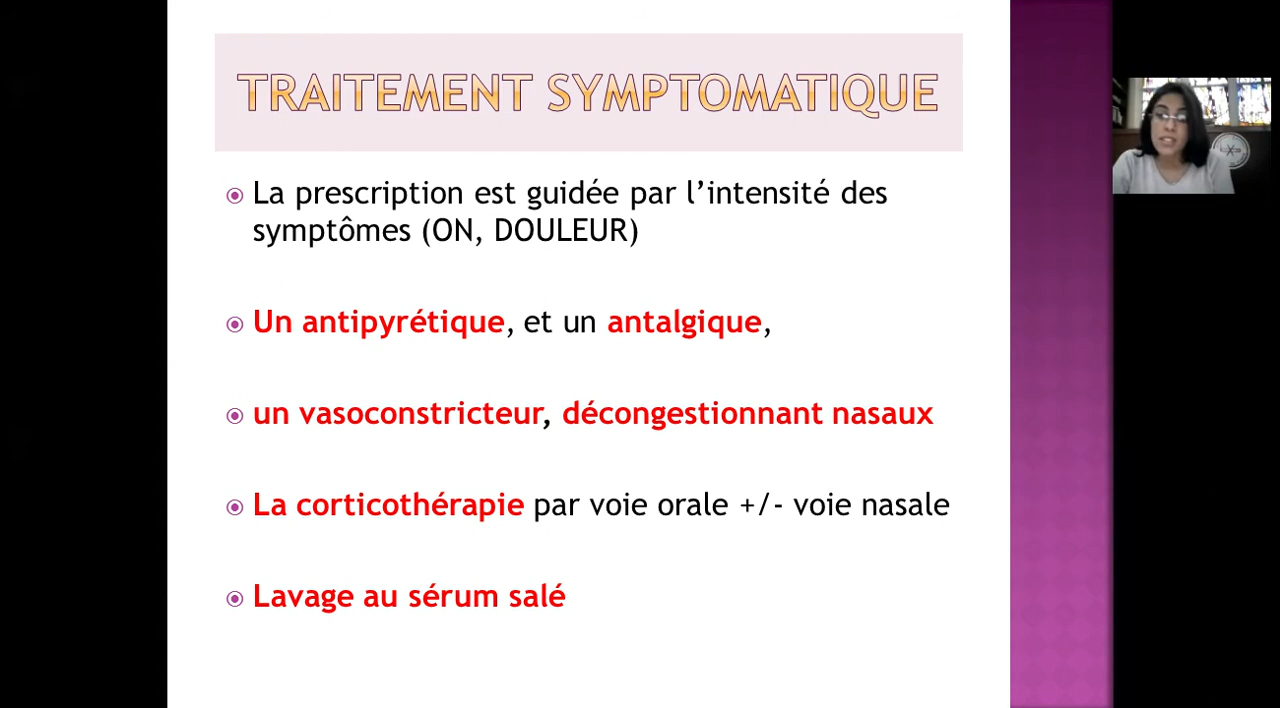 TRAITEMENT SYMPTOMATIQUE
La prescription est guidée par l’intensité des
symptômes (ON, DOULEUR)
Un antipyrétique, et un antalgique,
un vasoconstricteur, décongestionnant nasaux
La corticothérapie par voie orale +/- voie nasale
Lavage au sérum salé